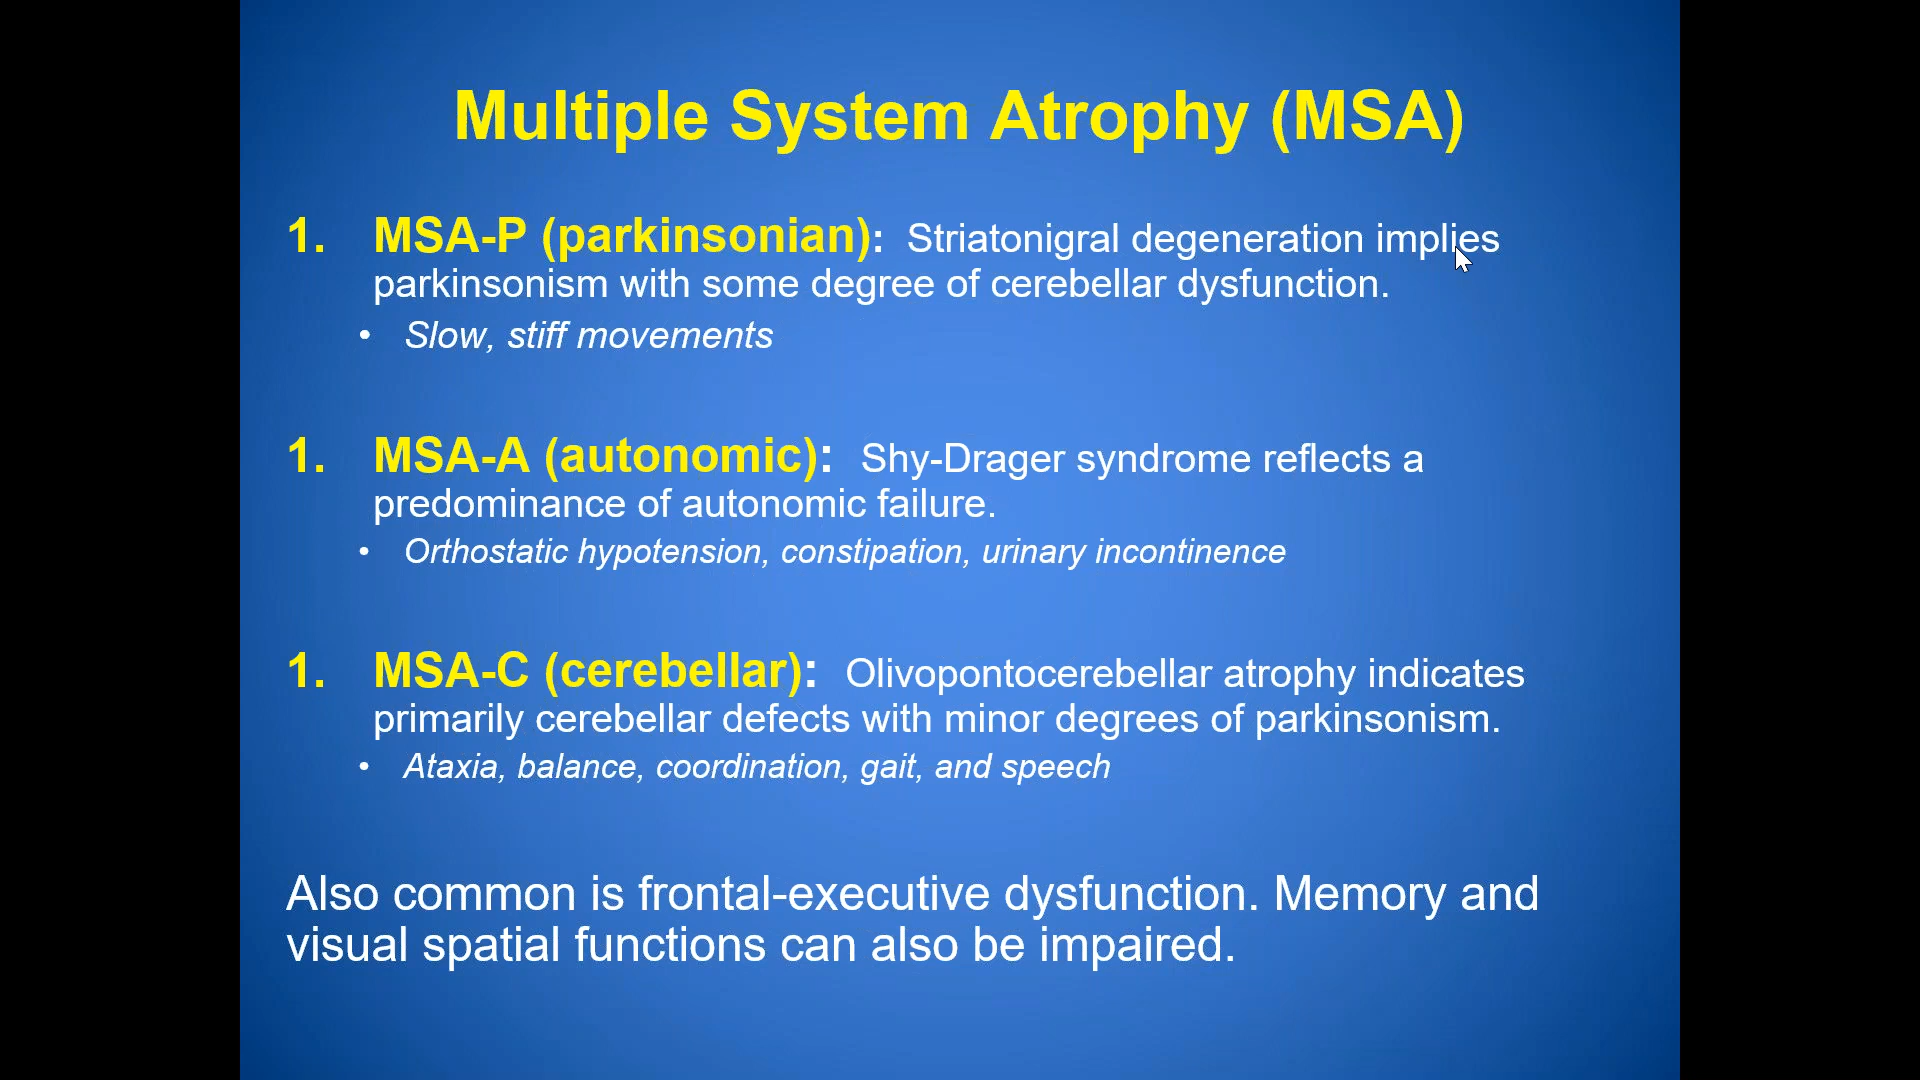 Multiple System Atrophy (MSA)
1. MSA-P (parkinsonian): Striatonigral degeneration implies
parkinsonism with some degree of cerebellar dysfunction.
• Slow, stiff movements
1. MSA-A (autonomic): Shy-Drager syndrome reflects a
predominance of autonomic failure.
• Orthostatic hypotension, constipation, urinary incontinence
1. MSA-C (cerebellar): Olivopontocerebellar atrophy indicates
primarily cerebellar defects with minor degrees of parkinsonism.
• Ataxia, balance, coordination, gait, and speech
Also common is frontal-executive dysfunction. Memory and
visual spatial functions can also be impaired.